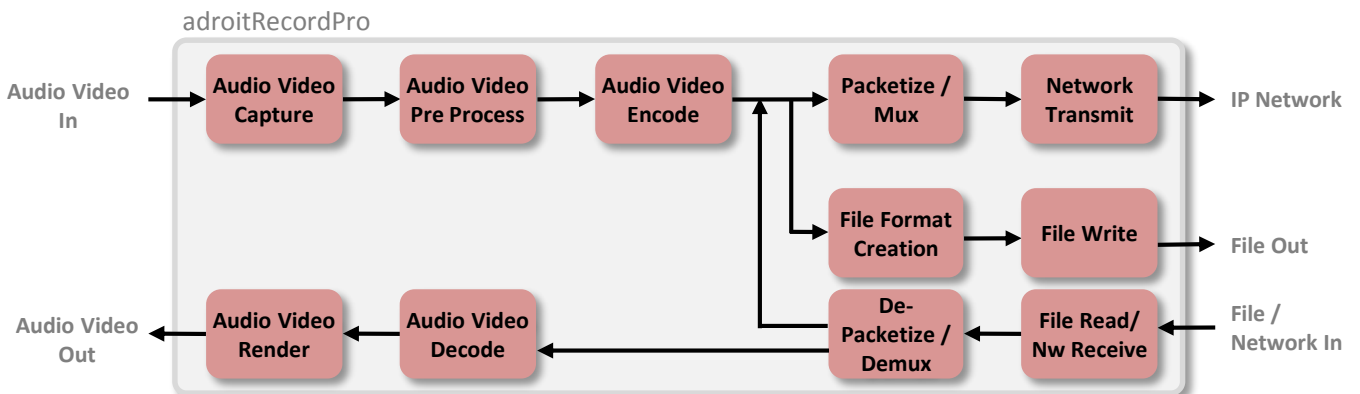 adroitRecordPro
Audio Video
In
Audio Video
Capture
Audio Video
Pre Process
Audio Video
Encode
Packetize /
Mux
Network
Transmit
IP Network
File Format
Creation
File Write
File Out
Audio Video
Out
Audio Video
Render
Audio Video
Decode
De-
Packetize /
Demux
File Read/
Nw Receive
File /
Network In